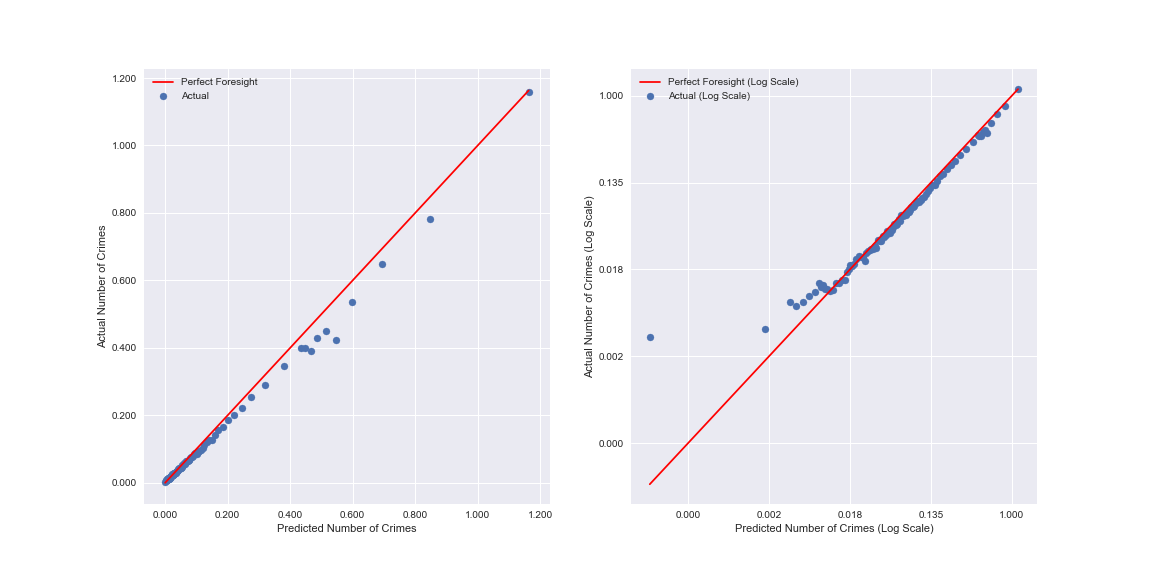 Perfect Foresight
Actual
1.200
1.000
0.800
0.600
0.400
0.200
0.000
Actual Number of Crimes
0.000 0.200 0.400 0.600 0.800 1.000 1.200
Predicted Number of Crimes
Perfect Foresight (Log Scale)
Actual (Log Scale)
1.000
0.135
0.018
0.002
0.000
Actual Number of Crimes (Log Scale)
0.000 0.002 0.018 0.135 1.000
Predicted Number of Crimes (Log Scale)